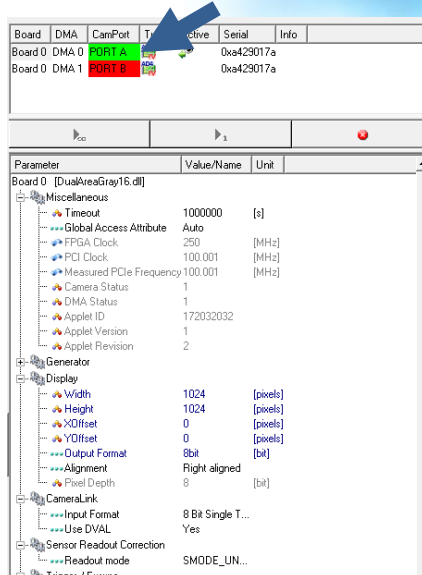 Board DMA CamPort Serial Info
Board 0 DMA 0 PORT A 0xa429017a
Board 0 DMA 1 PORT B 0xa429017a
∞ 1
Parameter Value/Name Unit
Board 0 [DualAreaGray16.dll]
Miscellaneous
Timeout 1000000 [s]
Global Access Attribute Auto
FPGA Clock 250 [MHz]
PCI Clock 100.001 [MHz]
Measured PCIe Frequency 100.001 [MHz]
Camera Status 1
DMA Status 1
Applet ID 172032032
Applet Version 1
Applet Revision 2
Generator
Display
Width 1024 [pixels]
Height 1024 [pixels]
XOffset 0 [pixels]
YOffset 0 [pixels]
Output Format 8bit [bit]
Alignment Right aligned
Pixel Depth 8 [bit]
CameraLink
Input Format 8 Bit Single T...
Use DVAL Yes
Sensor Readout Correction
Readout mode SMODE_UN...